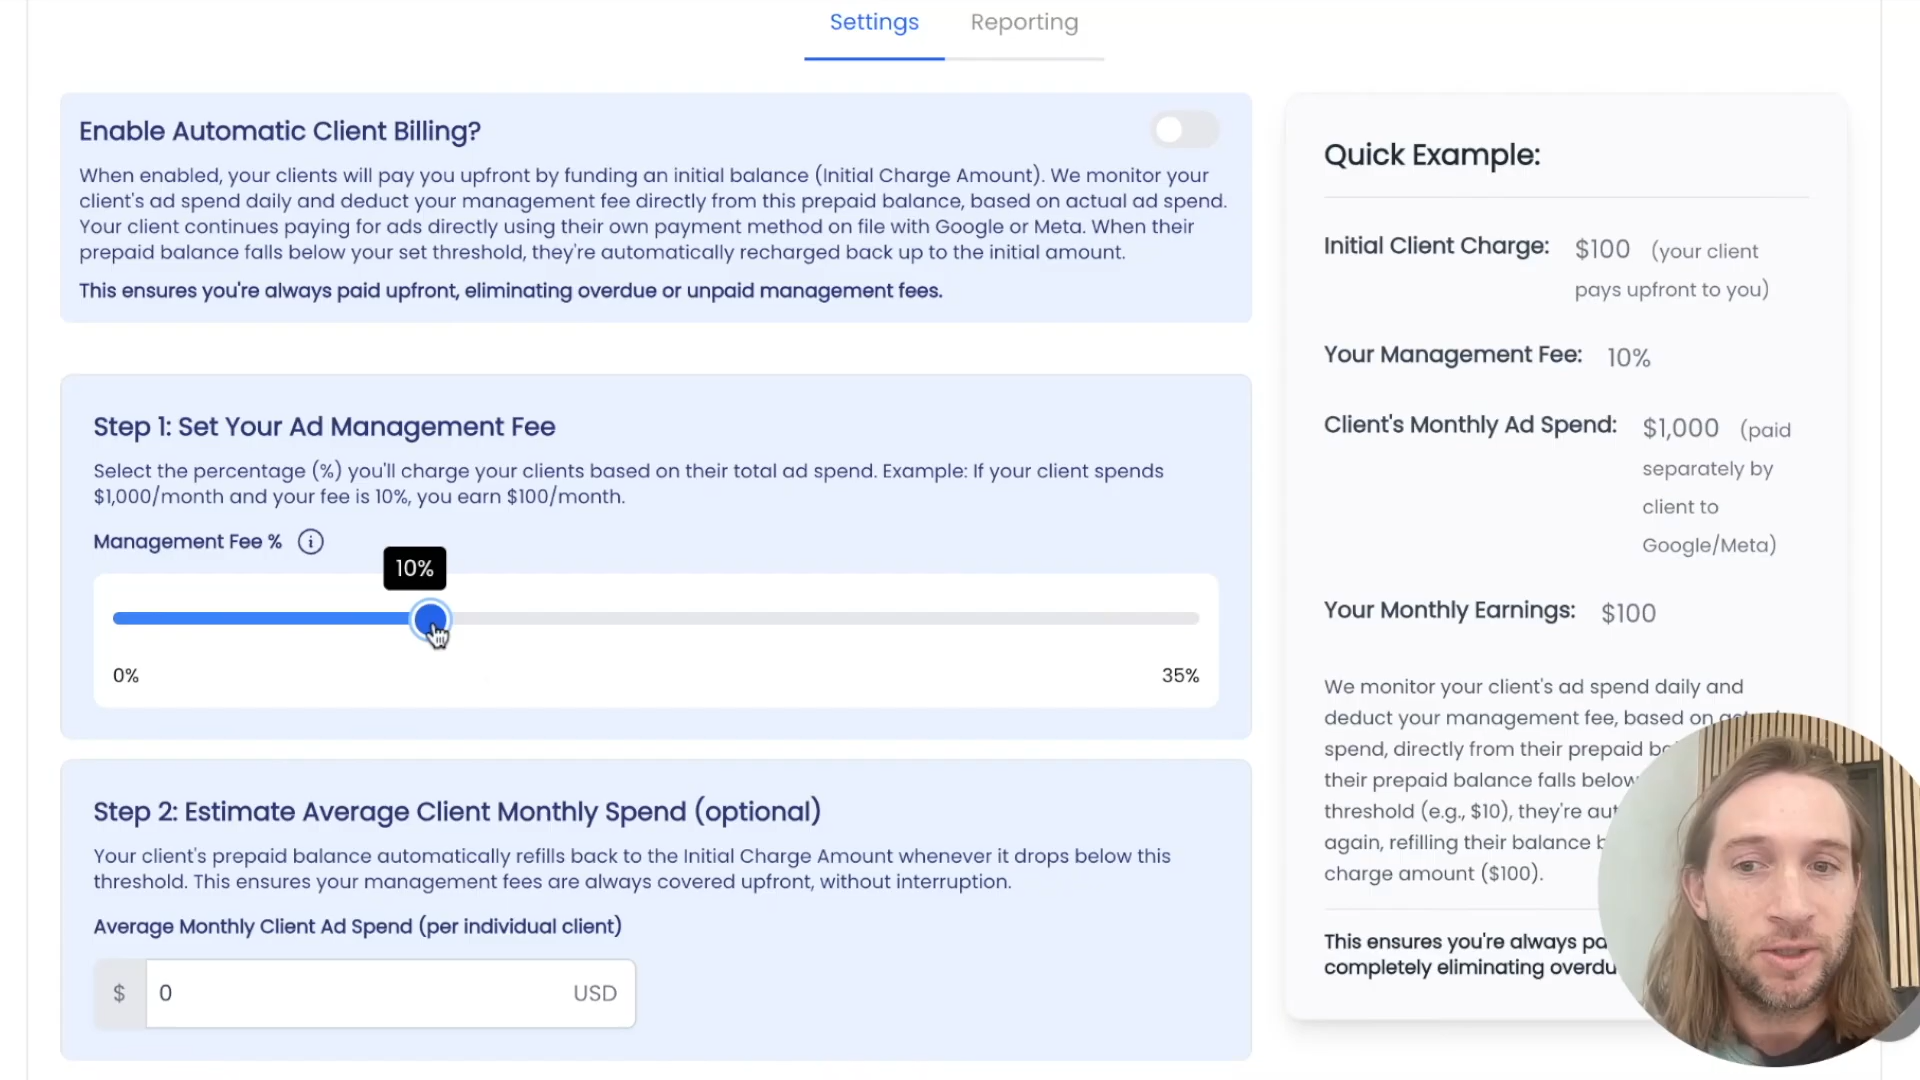 Settings
Reporting
Enable Automatic Client Billing?
When enabled, your clients will pay you upfront by funding an initial balance (Initial Charge Amount). We monitor your
client's ad spend daily and deduct your management fee directly from this prepaid balance, based on actual ad spend.
Your client continues paying for ads directly using their own payment method on file with Google or Meta. When their
prepaid balance falls below your set threshold, they're automatically recharged back up to the initial amount.
This ensures you're always paid upfront, eliminating overdue or unpaid management fees.
Step 1: Set Your Ad Management Fee
Select the percentage (%) you'll charge your clients based on their total ad spend. Example: If your client spends
$1,000/month and your fee is 10%, you earn $100/month.
Management Fee %
10%
0%
35%
Step 2: Estimate Average Client Monthly Spend (optional)
Your client's prepaid balance automatically refills back to the Initial Charge Amount whenever it drops below this
threshold. This ensures your management fees are always covered upfront, without interruption.
Average Monthly Client Ad Spend (per individual client)
$ 0 USD
Quick Example:
Initial Client Charge: $100 (your client
pays upfront to you)
Your Management Fee: 10%
Client's Monthly Ad Spend: $1,000 (paid
separately by
client to
Google/Meta)
Your Monthly Earnings: $100
We monitor your client's ad spend daily and
deduct your management fee, based on
spend, directly from their prepaid
their prepaid balance falls below
threshold (e.g., $10), they're
again, refilling their balance
charge amount ($100).
This ensures you're always
completely eliminating